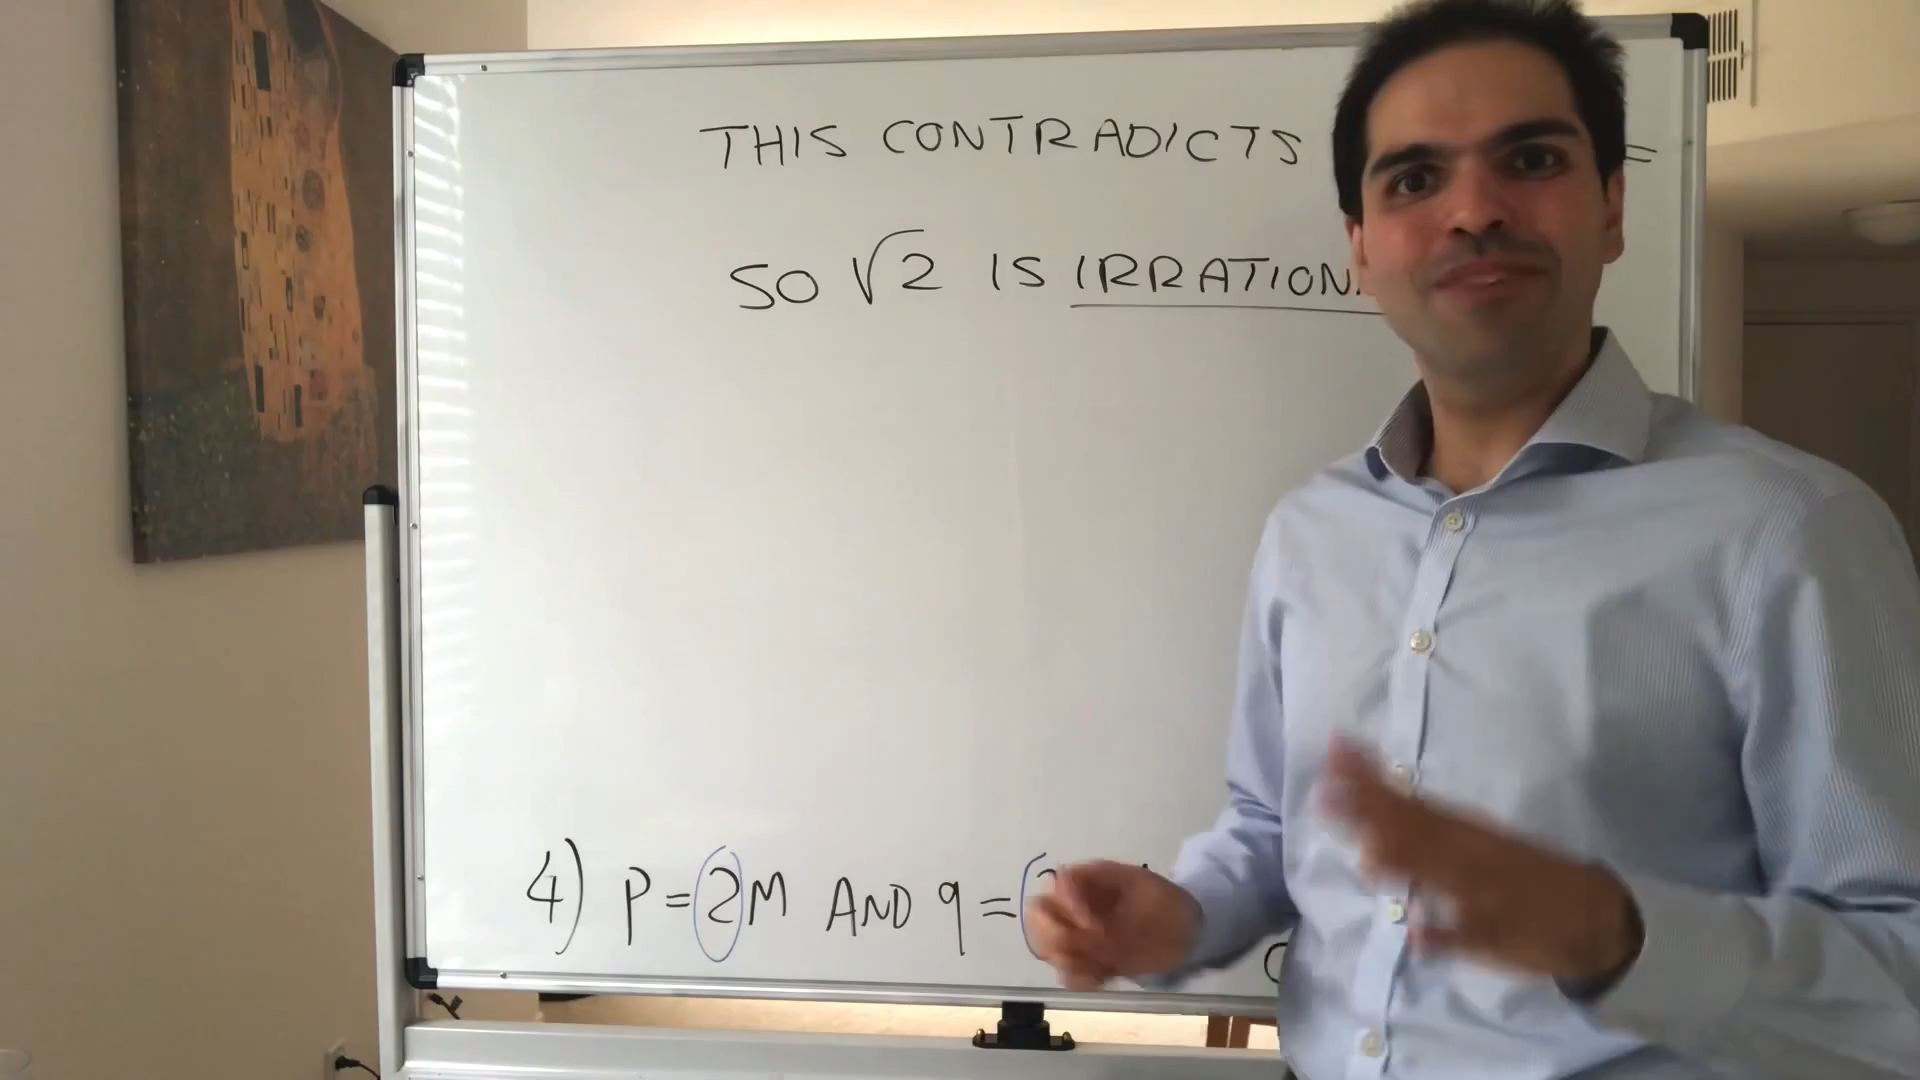 THIS CONTRADICTS =
SO √2 IS IRRATION
4) P = 2M AND q =